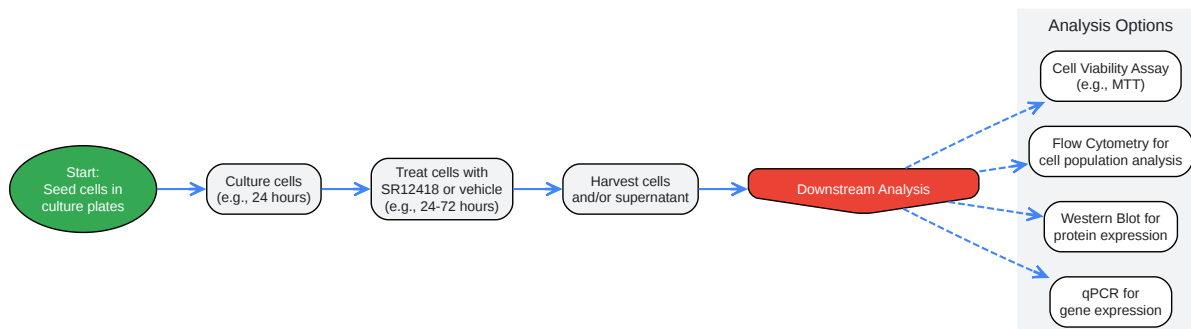 Start:
Seed cells in
culture plates
Culture cells
(e.g., 24 hours)
Treat cells with
SR12418 or vehicle
(e.g., 24-72 hours)
Harvest cells
and/or supernatant
Downstream Analysis
Analysis Options
Cell Viability Assay
(e.g., MTT)
Flow Cytometry for
cell population analysis
Western Blot for
protein expression
qPCR for
gene expression